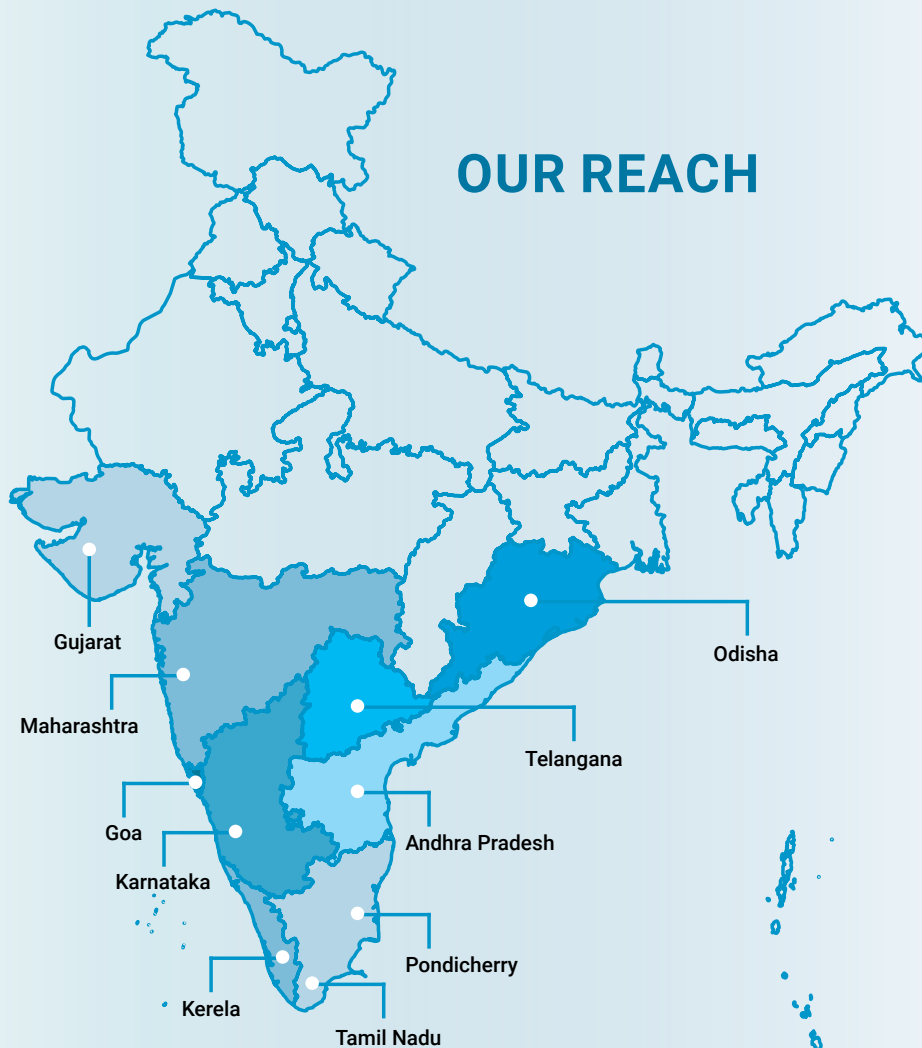 OUR REACH
Gujarat
Odisha
Maharashtra
Telangana
Goa
Andhra Pradesh
Karnataka
Pondicherry
Kerela
Tamil Nadu